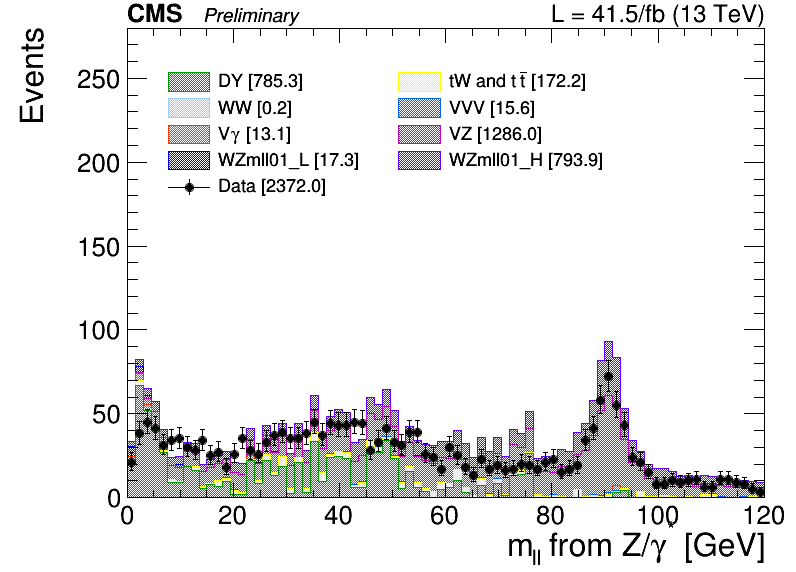 CMS Preliminary L = 41.5/fb (13 TeV)
Events
DY [785.3] tW and tt̅ [172.2]
WW [0.2] VVV [15.6]
Vγ [13.1] VZ [1286.0]
WZmll01_L [17.3] WZmll01_H [793.9]
Data [2372.0]
250
200
150
100
50
0
0 20 40 60 80 100 120
m_ll from Z/γ* [GeV]